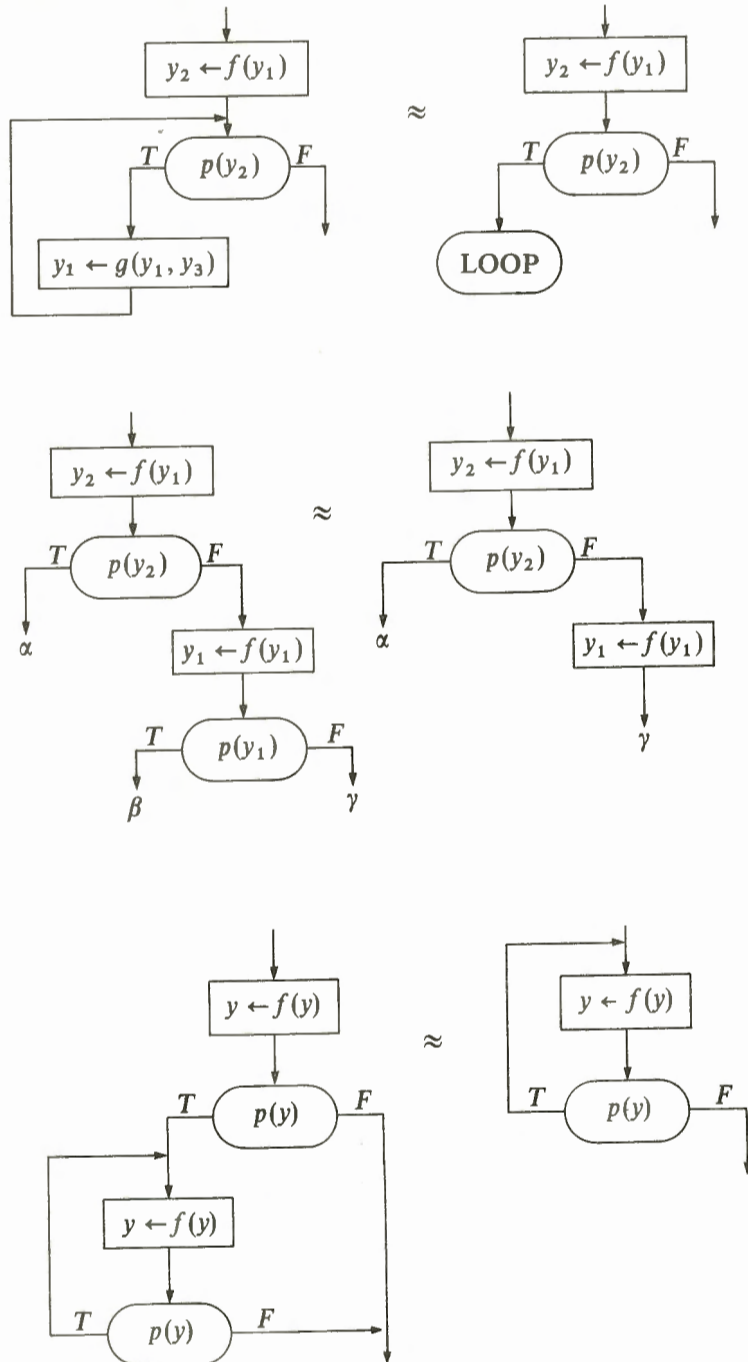 y₂ ← f(y₁)
T p(y₂) F
y₁ ← g(y₁, y₃)
≈
y₂ ← f(y₁)
T p(y₂) F
LOOP
y₂ ← f(y₁)
T p(y₂) F
α
y₁ ← f(y₁)
T p(y₁) F
β γ
≈
y₂ ← f(y₁)
T p(y₂) F
α
y₁ ← f(y₁)
γ
y ← f(y)
T p(y) F
y ← f(y)
T p(y) F
≈
y ← f(y)
T p(y) F